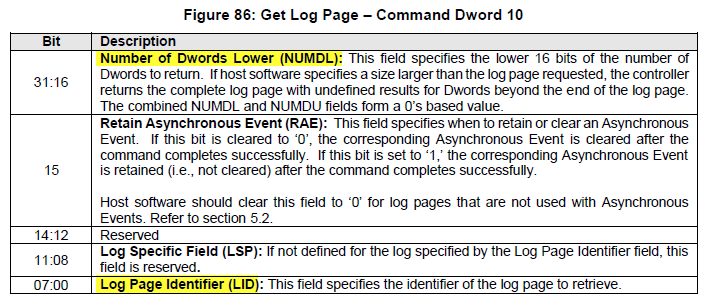 Figure 86: Get Log Page – Command Dword 10
Bit Description
Number of Dwords Lower (NUMDL): This field specifies the lower 16 bits of the number of
Dwords to return. If host software specifies a size larger than the log page requested, the controller
31:16
returns the complete log page with undefined results for Dwords beyond the end of the log page.
The combined NUMDL and NUMDU fields form a 0's based value.
Retain Asynchronous Event (RAE): This field specifies when to retain or clear an Asynchronous
Event. If this bit is cleared to ‘0’, the corresponding Asynchronous Event is cleared after the
command completes successfully. If this bit is set to ‘1,’ the corresponding Asynchronous Event
15
is retained (i.e., not cleared) after the command completes successfully.
Host software should clear this field to ‘0’ for log pages that are not used with Asynchronous
Events. Refer to section 5.2.
14:12 Reserved
11:08
Log Specific Field (LSP): If not defined for the log specified by the Log Page Identifier field, this
field is reserved.
07:00 Log Page Identifier (LID): This field specifies the identifier of the log page to retrieve.